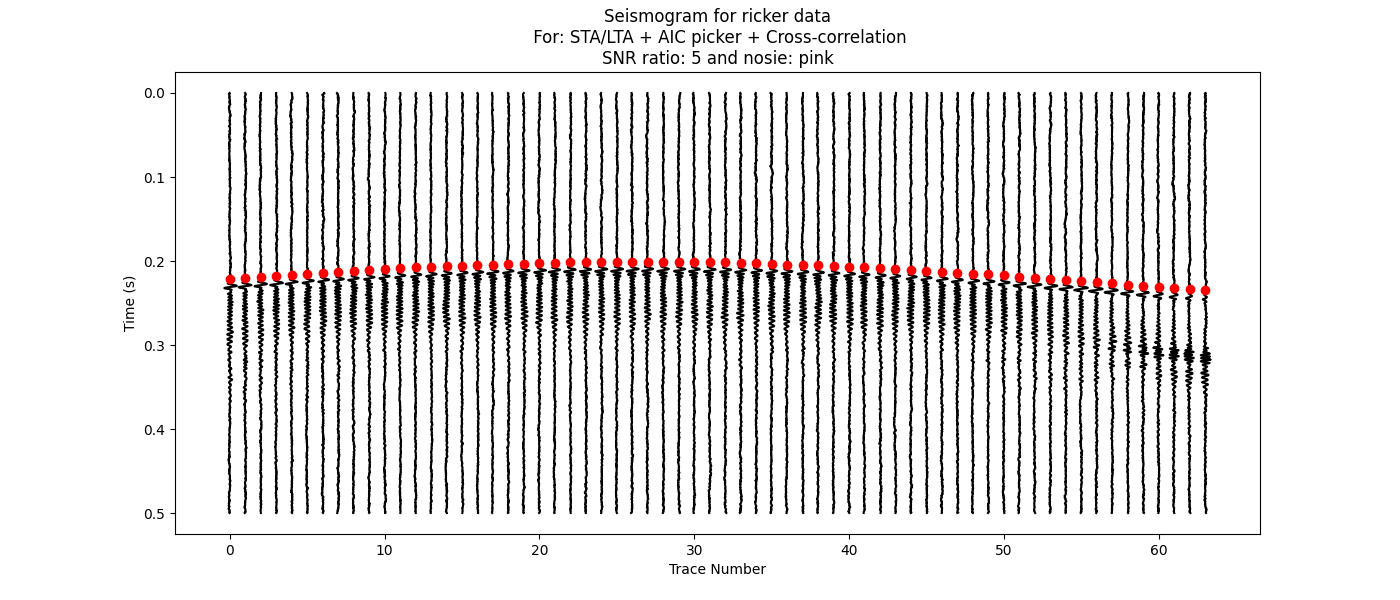 Seismogram for ricker data
For: STA/LTA + AIC picker + Cross-correlation
SNR ratio: 5 and nosie: pink
0.0
0.1
0.2
0.3
0.4
0.5
Time (s)
0 10 20 30 40 50 60
Trace Number